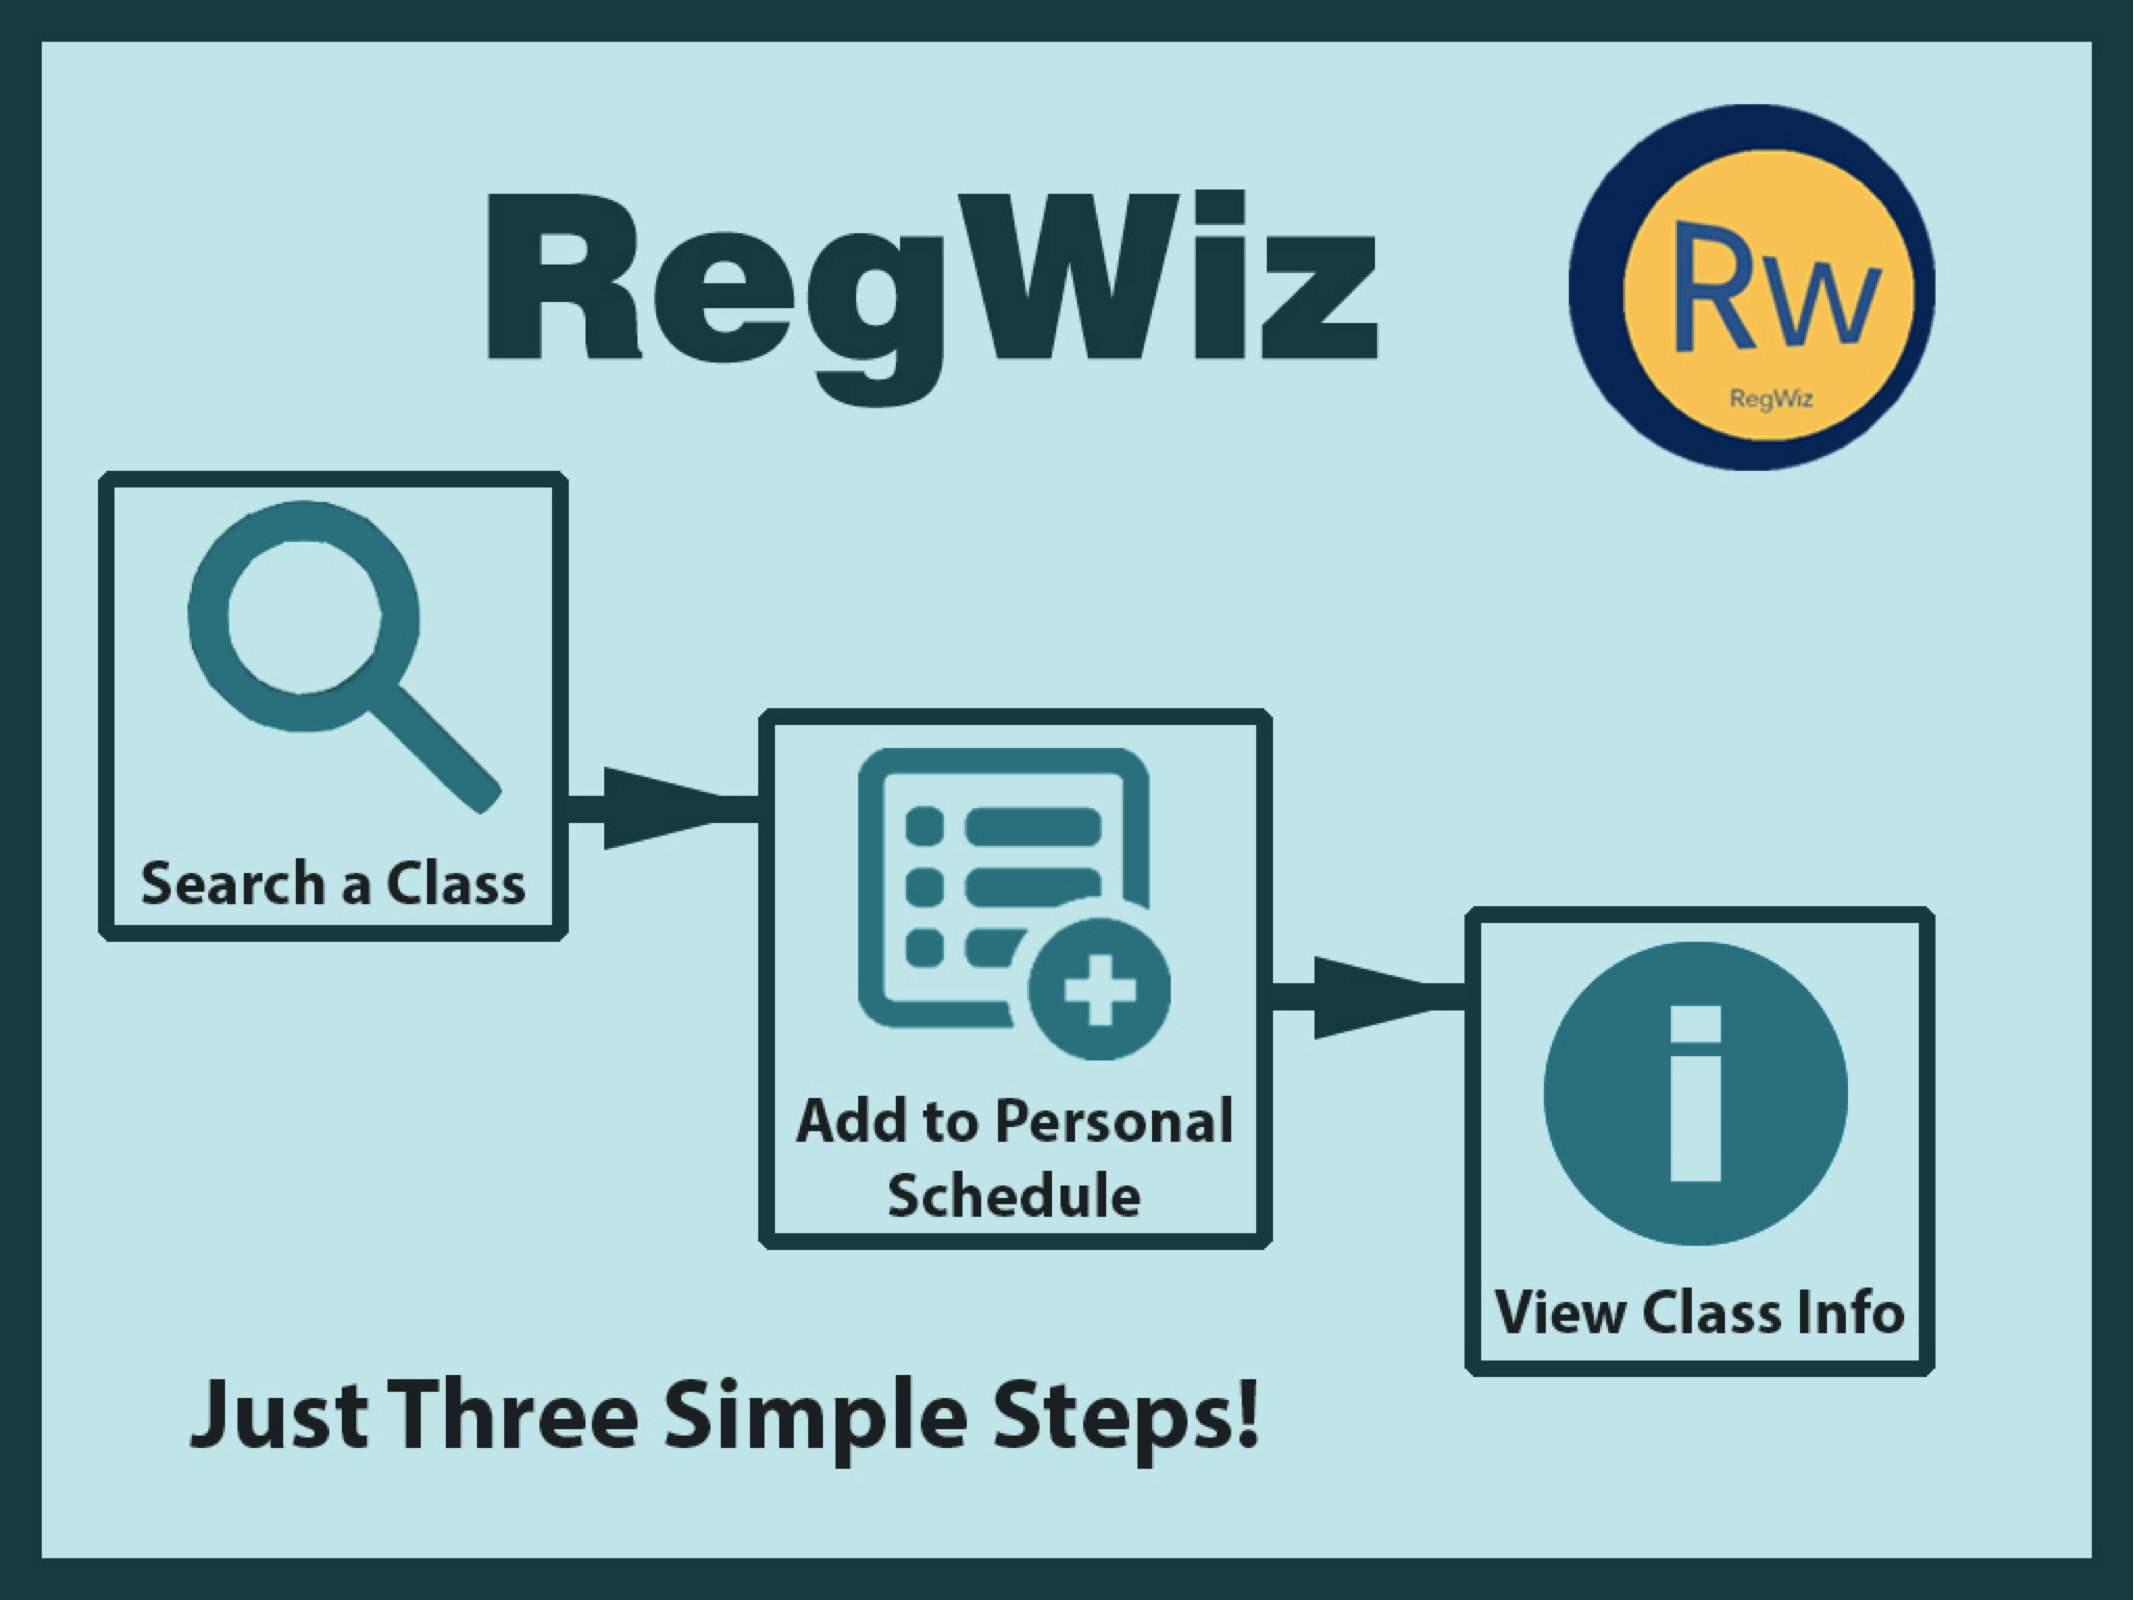 RegWiz
Rw
RegWiz
Search a Class
Add to Personal
Schedule
View Class Info
Just Three Simple Steps!